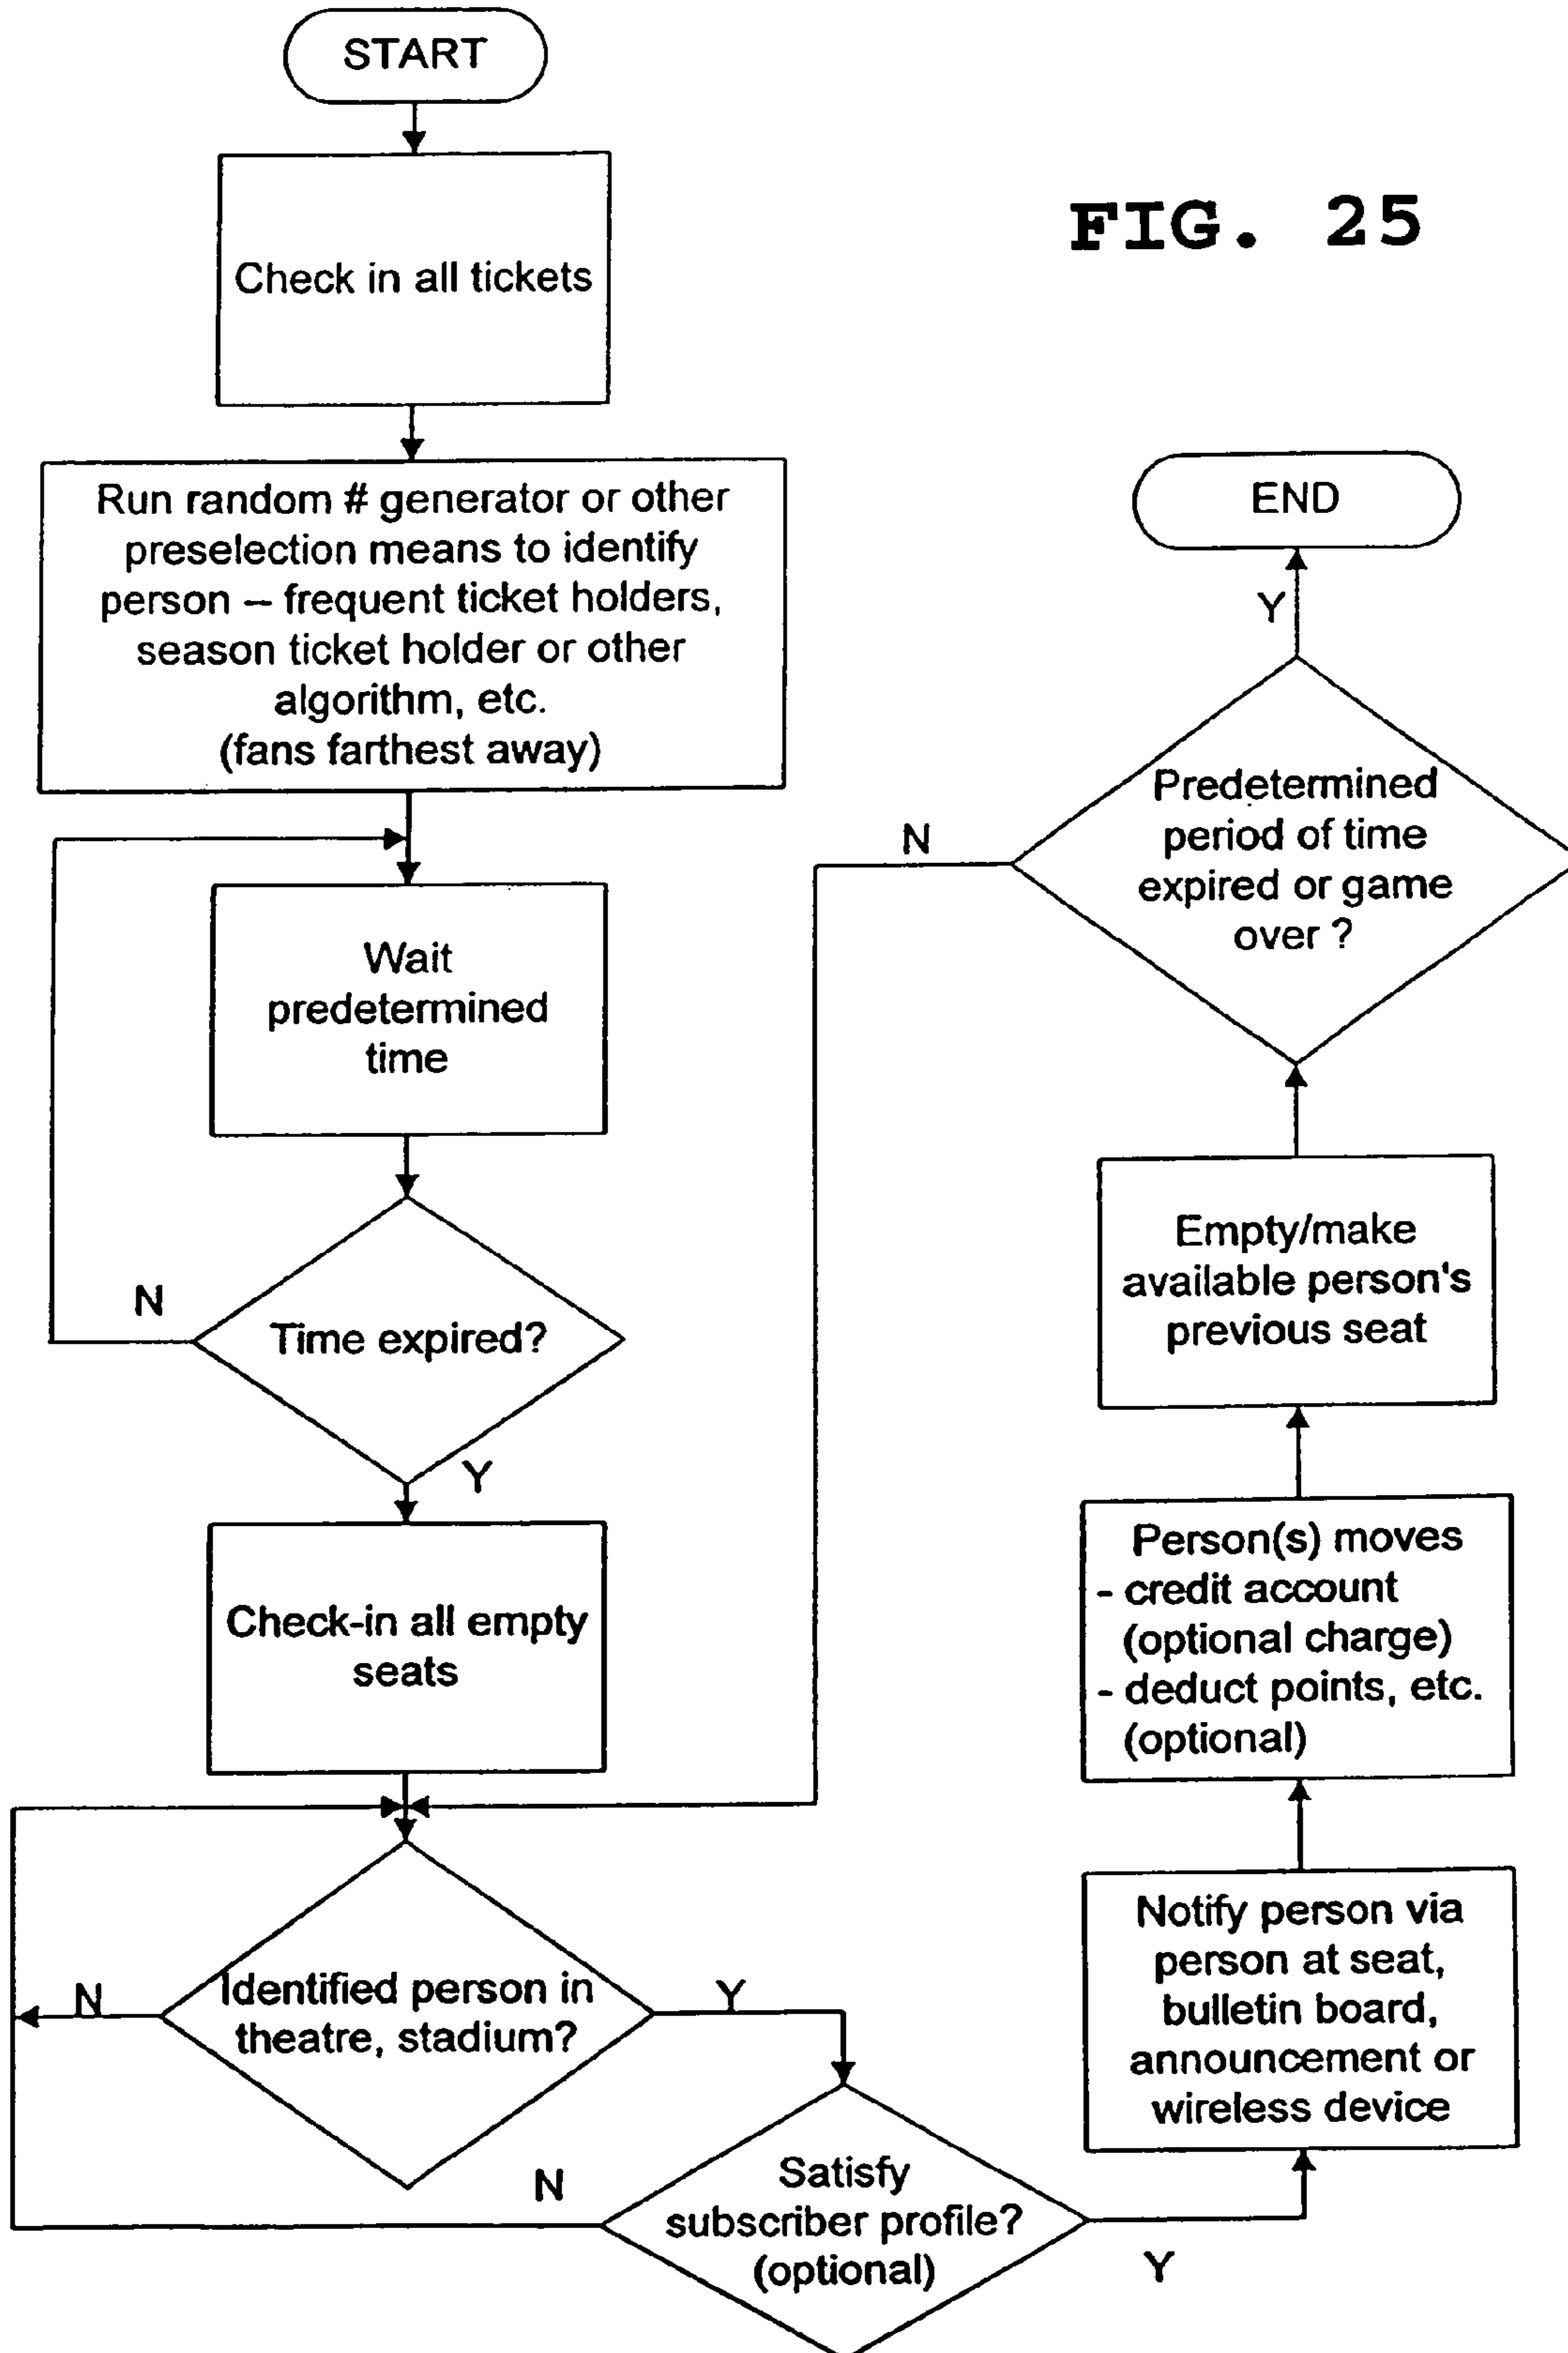 START
FIG. 25
Check in all tickets
Run random # generator or other
preselection means to identify
person – frequent ticket holders,
season ticket holder or other
algorithm, etc.
(fans farthest away)
Wait
predetermined
time
N
Time expired?
Y
Check-in all empty
seats
N
Identified person in
theatre, stadium?
Y
N
Satisfy
subscriber profile?
(optional)
Y
Notify person via
person at seat,
bulletin board,
announcement or
wireless device
Person(s) moves
- credit account
(optional charge)
- deduct points, etc.
(optional)
Empty/make
available person's
previous seat
N
Predetermined
period of time
expired or game
over ?
Y
END